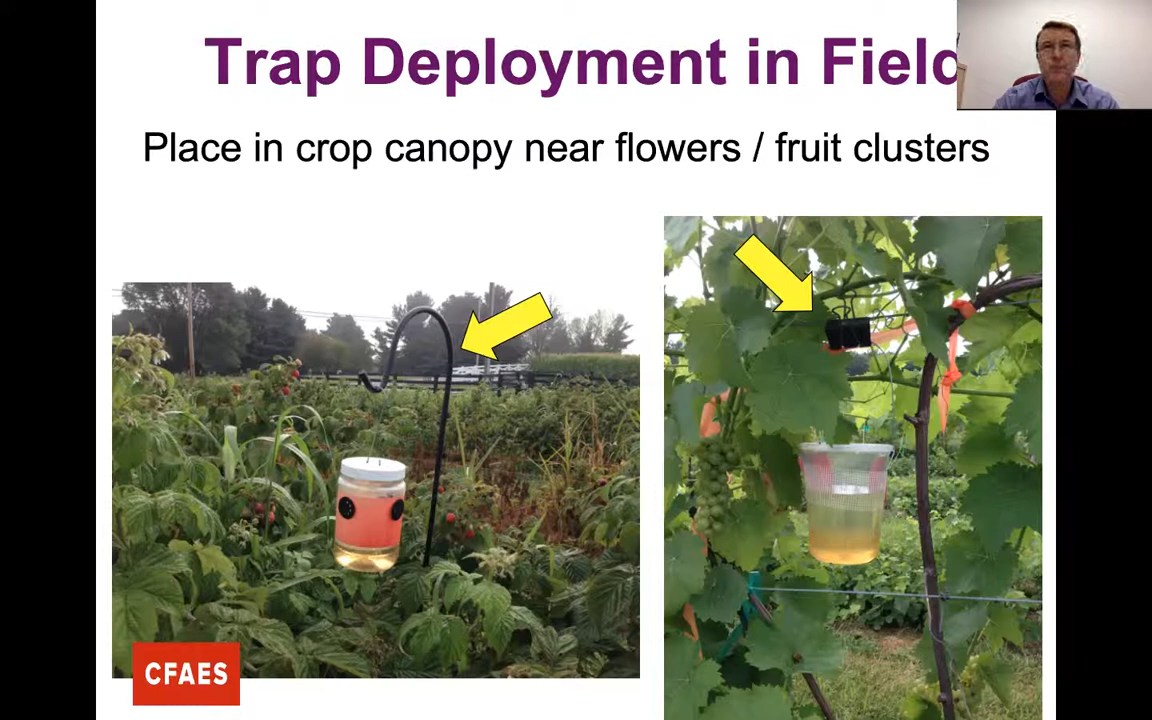 Trap Deployment in Field
Place in crop canopy near flowers / fruit clusters
CFAES